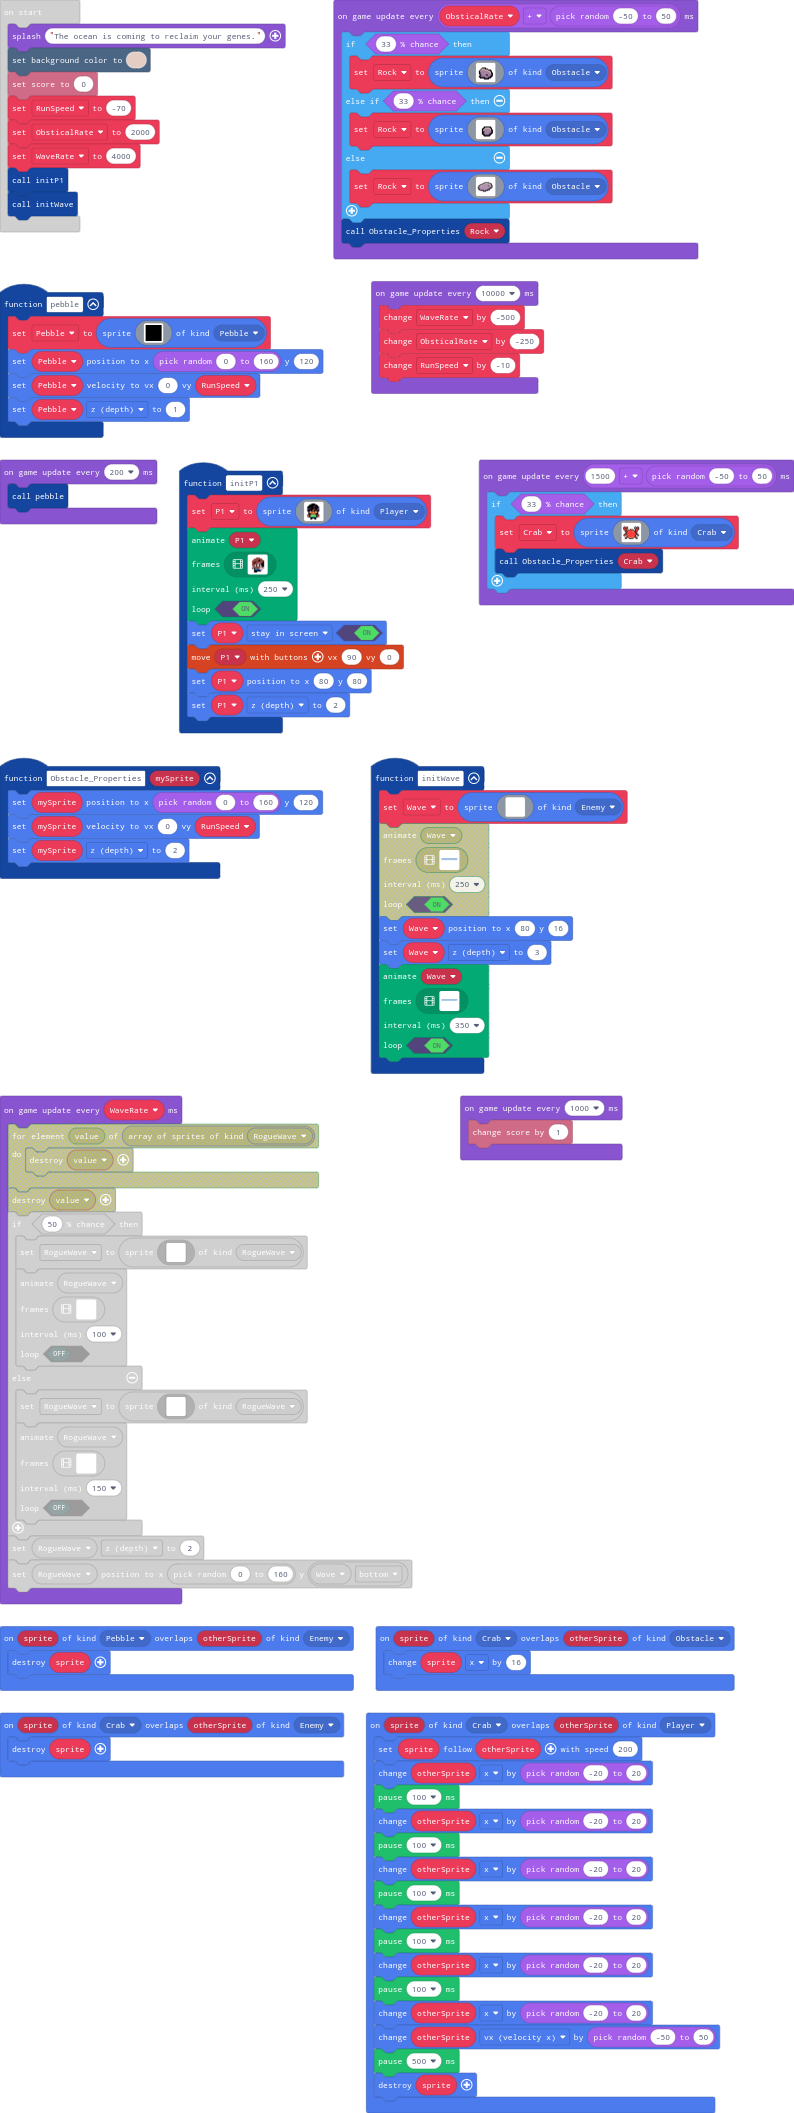 on start
splash "The ocean is coming to reclaim your genes."
set background color to
set score to 0
set RunSpeed to -70
set ObsticalRate to 2000
set WaveRate to 4000
call initP1
call initWave
on game update every ObsticalRate + pick random -50 to 50 ms
if 33 % chance then
set Rock to sprite of kind Obstacle
else if 33 % chance then
set Rock to sprite of kind Obstacle
else
set Rock to sprite of kind Obstacle
call Obstacle_Properties Rock
function pebble
set Pebble to sprite of kind Pebble
set Pebble position to x pick random 0 to 160 y 120
set Pebble velocity to vx 0 vy RunSpeed
set Pebble z (depth) to 1
on game update every 10000 ms
change WaveRate by -500
change ObsticalRate by -250
change RunSpeed by -10
on game update every 200 ms
call pebble
function initP1
set P1 to sprite of kind Player
animate P1
frames
interval (ms) 250
loop ON
set P1 stay in screen ON
move P1 with buttons vx 90 vy 0
set P1 position to x 80 y 80
set P1 z (depth) to 2
on game update every 1500 + pick random -50 to 50 ms
if 33 % chance then
set Crab to sprite of kind Crab
call Obstacle_Properties Crab
function Obstacle_Properties mySprite
set mySprite position to x pick random 0 to 160 y 120
set mySprite velocity to vx 0 vy RunSpeed
set mySprite z (depth) to 2
function initWave
set Wave to sprite of kind Enemy
animate Wave
frames
interval (ms) 250
loop ON
set Wave position to x 80 y 16
set Wave z (depth) to 3
animate Wave
frames
interval (ms) 350
loop ON
on game update every WaveRate ms
for element value of array of sprites of kind RogueWave
do destroy value
destroy value
if 50 % chance then
set RogueWave to sprite of kind RogueWave
animate RogueWave
frames
interval (ms) 100
loop OFF
else
set RogueWave to sprite of kind RogueWave
animate RogueWave
frames
interval (ms) 150
loop OFF
set RogueWave z (depth) to 2
set RogueWave position to x pick random 0 to 160 y Wave bottom
on game update every 1000 ms
change score by 1
on sprite of kind Pebble overlaps otherSprite of kind Enemy
destroy sprite
on sprite of kind Crab overlaps otherSprite of kind Obstacle
change sprite x by 16
on sprite of kind Crab overlaps otherSprite of kind Enemy
destroy sprite
on sprite of kind Crab overlaps otherSprite of kind Player
set sprite follow otherSprite with speed 200
change otherSprite x by pick random -20 to 20
pause 100 ms
change otherSprite x by pick random -20 to 20
pause 100 ms
change otherSprite x by pick random -20 to 20
pause 100 ms
change otherSprite x by pick random -20 to 20
pause 100 ms
change otherSprite x by pick random -20 to 20
pause 100 ms
change otherSprite x by pick random -20 to 20
change otherSprite vx (velocity x) by pick random -50 to 50
pause 500 ms
destroy sprite